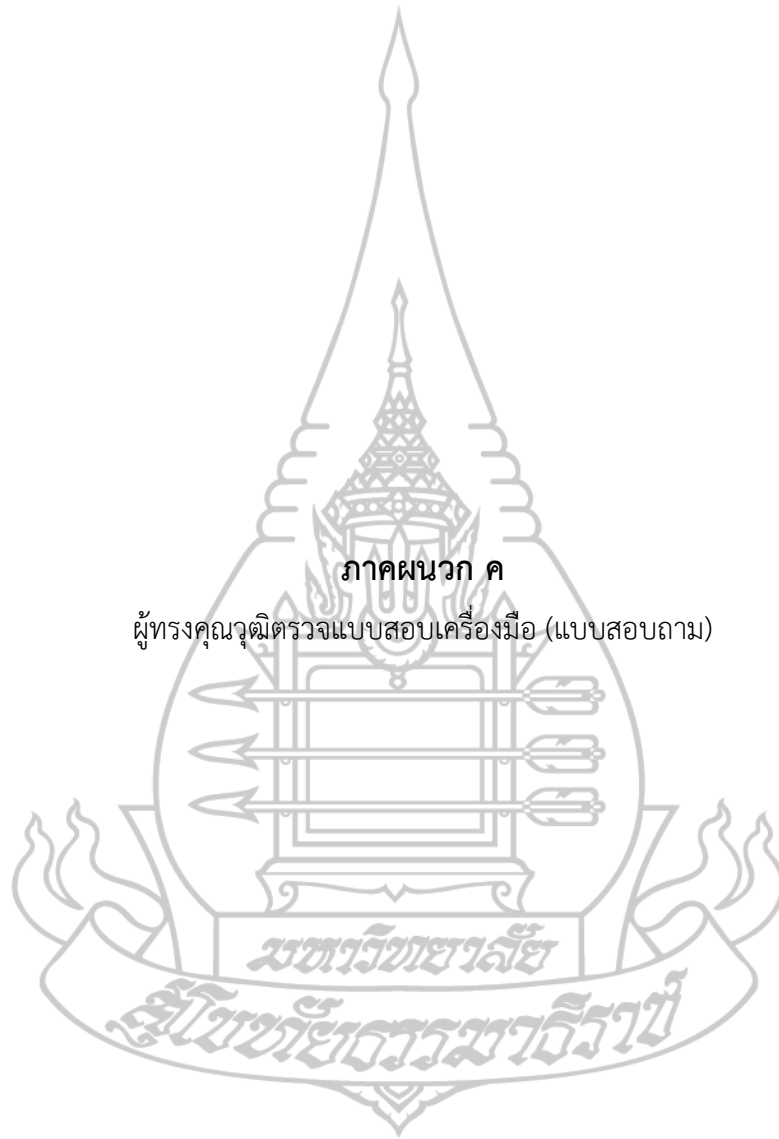 ภาคผนวก ค
ผู้ทรงคุณวุฒิตรวจแบบสอบเครื่องมือ (แบบสอบถาม)
มหาวิทยาลัย
สุโขทัยธรรมาธิราช